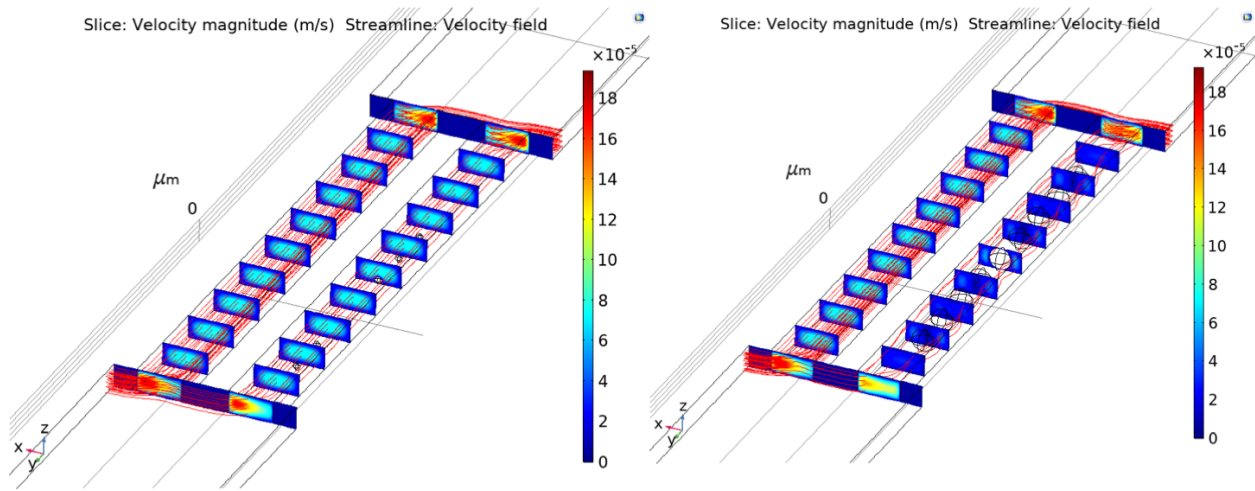 Slice: Velocity magnitude (m/s)  Streamline: Velocity field
×10⁻⁵
18
16
14
12
10
8
6
4
2
0
μm
0
z
x
y
Slice: Velocity magnitude (m/s)  Streamline: Velocity field
×10⁻⁵
18
16
14
12
10
8
6
4
2
0
μm
0
z
x
y